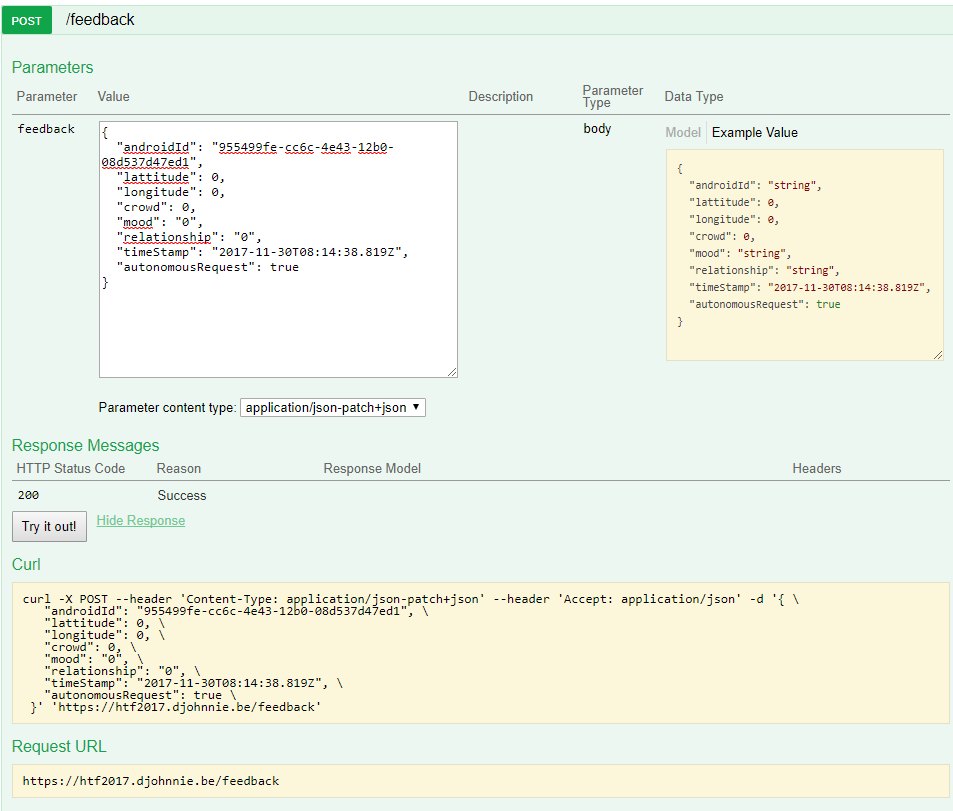 POST /feedback
Parameters
Parameter Value Description Parameter Type Data Type
feedback
{
"androidId": "955499fe-cc6c-4e43-12b0-
08d537d47ed1",
"lattitude": 0,
"longitude": 0,
"crowd": 0,
"mood": "0",
"relationship": "0",
"timeStamp": "2017-11-30T08:14:38.819Z",
"autonomousRequest": true
}
body
Model Example Value
{
"androidId": "string",
"lattitude": 0,
"longitude": 0,
"crowd": 0,
"mood": "string",
"relationship": "string",
"timeStamp": "2017-11-30T08:14:38.819Z",
"autonomousRequest": true
}
Parameter content type: application/json-patch+json
Response Messages
HTTP Status Code Reason Response Model Headers
200 Success
Try it out! Hide Response
Curl
curl -X POST --header 'Content-Type: application/json-patch+json' --header 'Accept: application/json' -d '{ \
"androidId": "955499fe-cc6c-4e43-12b0-08d537d47ed1", \
"lattitude": 0, \
"longitude": 0, \
"crowd": 0, \
"mood": "0", \
"relationship": "0", \
"timeStamp": "2017-11-30T08:14:38.819Z", \
"autonomousRequest": true \
}' 'https://htf2017.djohnnie.be/feedback'
Request URL
https://htf2017.djohnnie.be/feedback